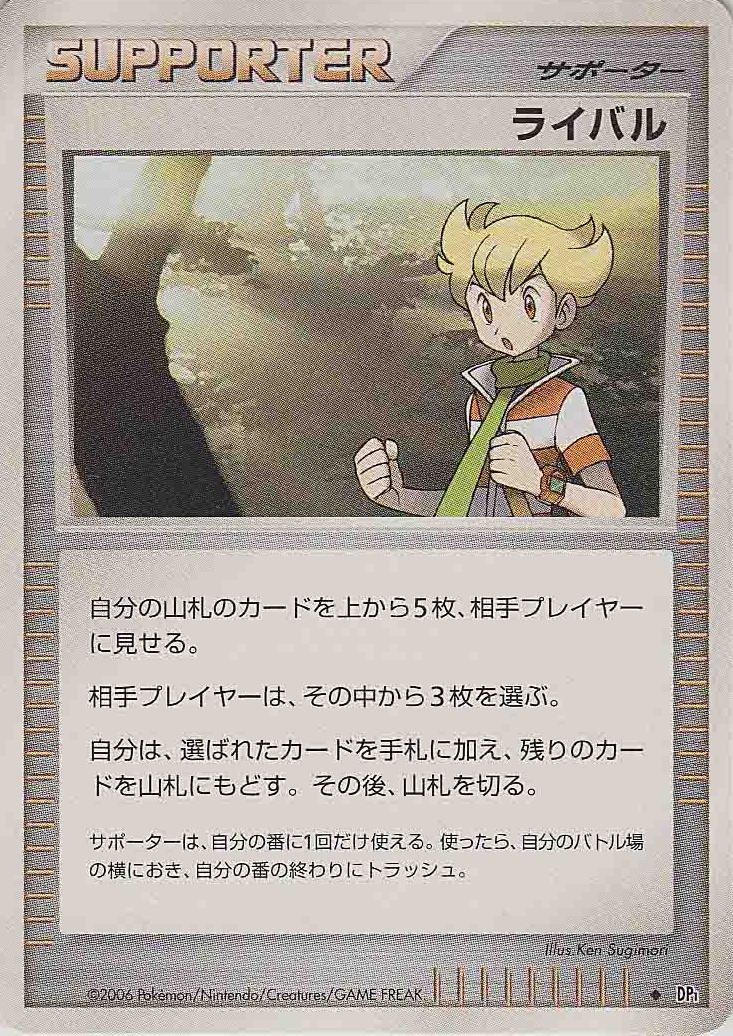 SUPPORTER
サポーター
ライバル
自分の山札のカードを上から5枚、相手プレイヤー
に見せる。
相手プレイヤーは、その中から3枚を選ぶ。
自分は、選ばれたカードを手札に加え、残りのカー
ドを山札にもどす。その後、山札を切る。
サポーターは、自分の番に1回だけ使える。使ったら、自分のバトル場
の横におき、自分の番の終わりにトラッシュ。
Illus.Ken Sugimori
©2006 Pokémon/Nintendo/Creatures/GAME FREAK
◆ DP1